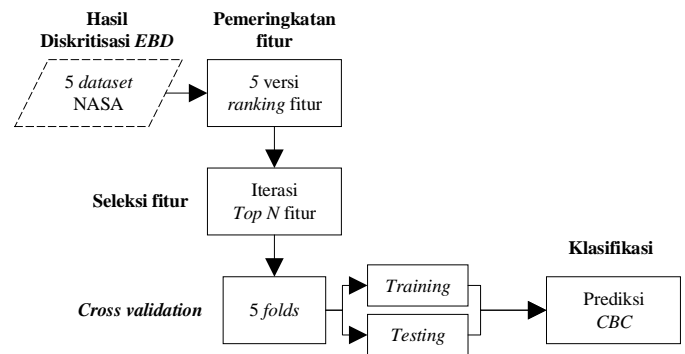 Hasil
Diskritisasi EBD
Pemeringkatan
fitur
5 dataset
NASA
5 versi
ranking fitur
Seleksi fitur
Iterasi
Top N fitur
Klasifikasi
Cross validation
5 folds
Training
Testing
Prediksi
CBC